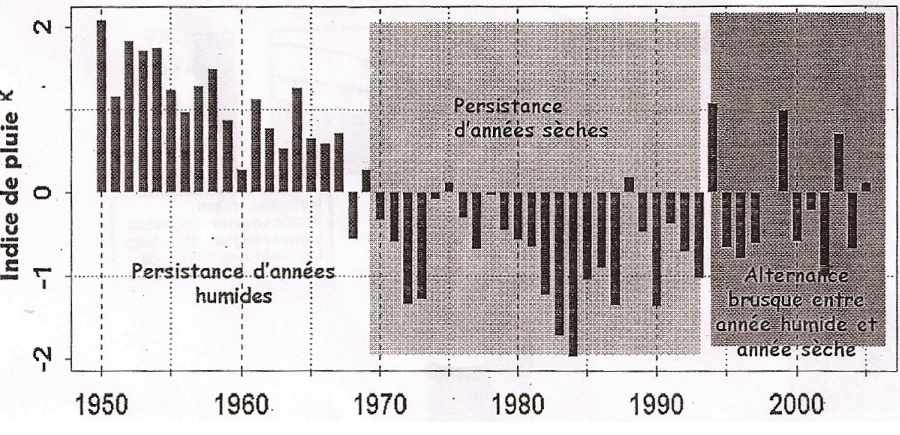 Indice de pluie
2
0
-1
-2
Persistance d'années
humides
Persistance
d'années sèches
Alternance
brusque entre
année humide et
année sèche
1950 1960 1970 1980 1990 2000